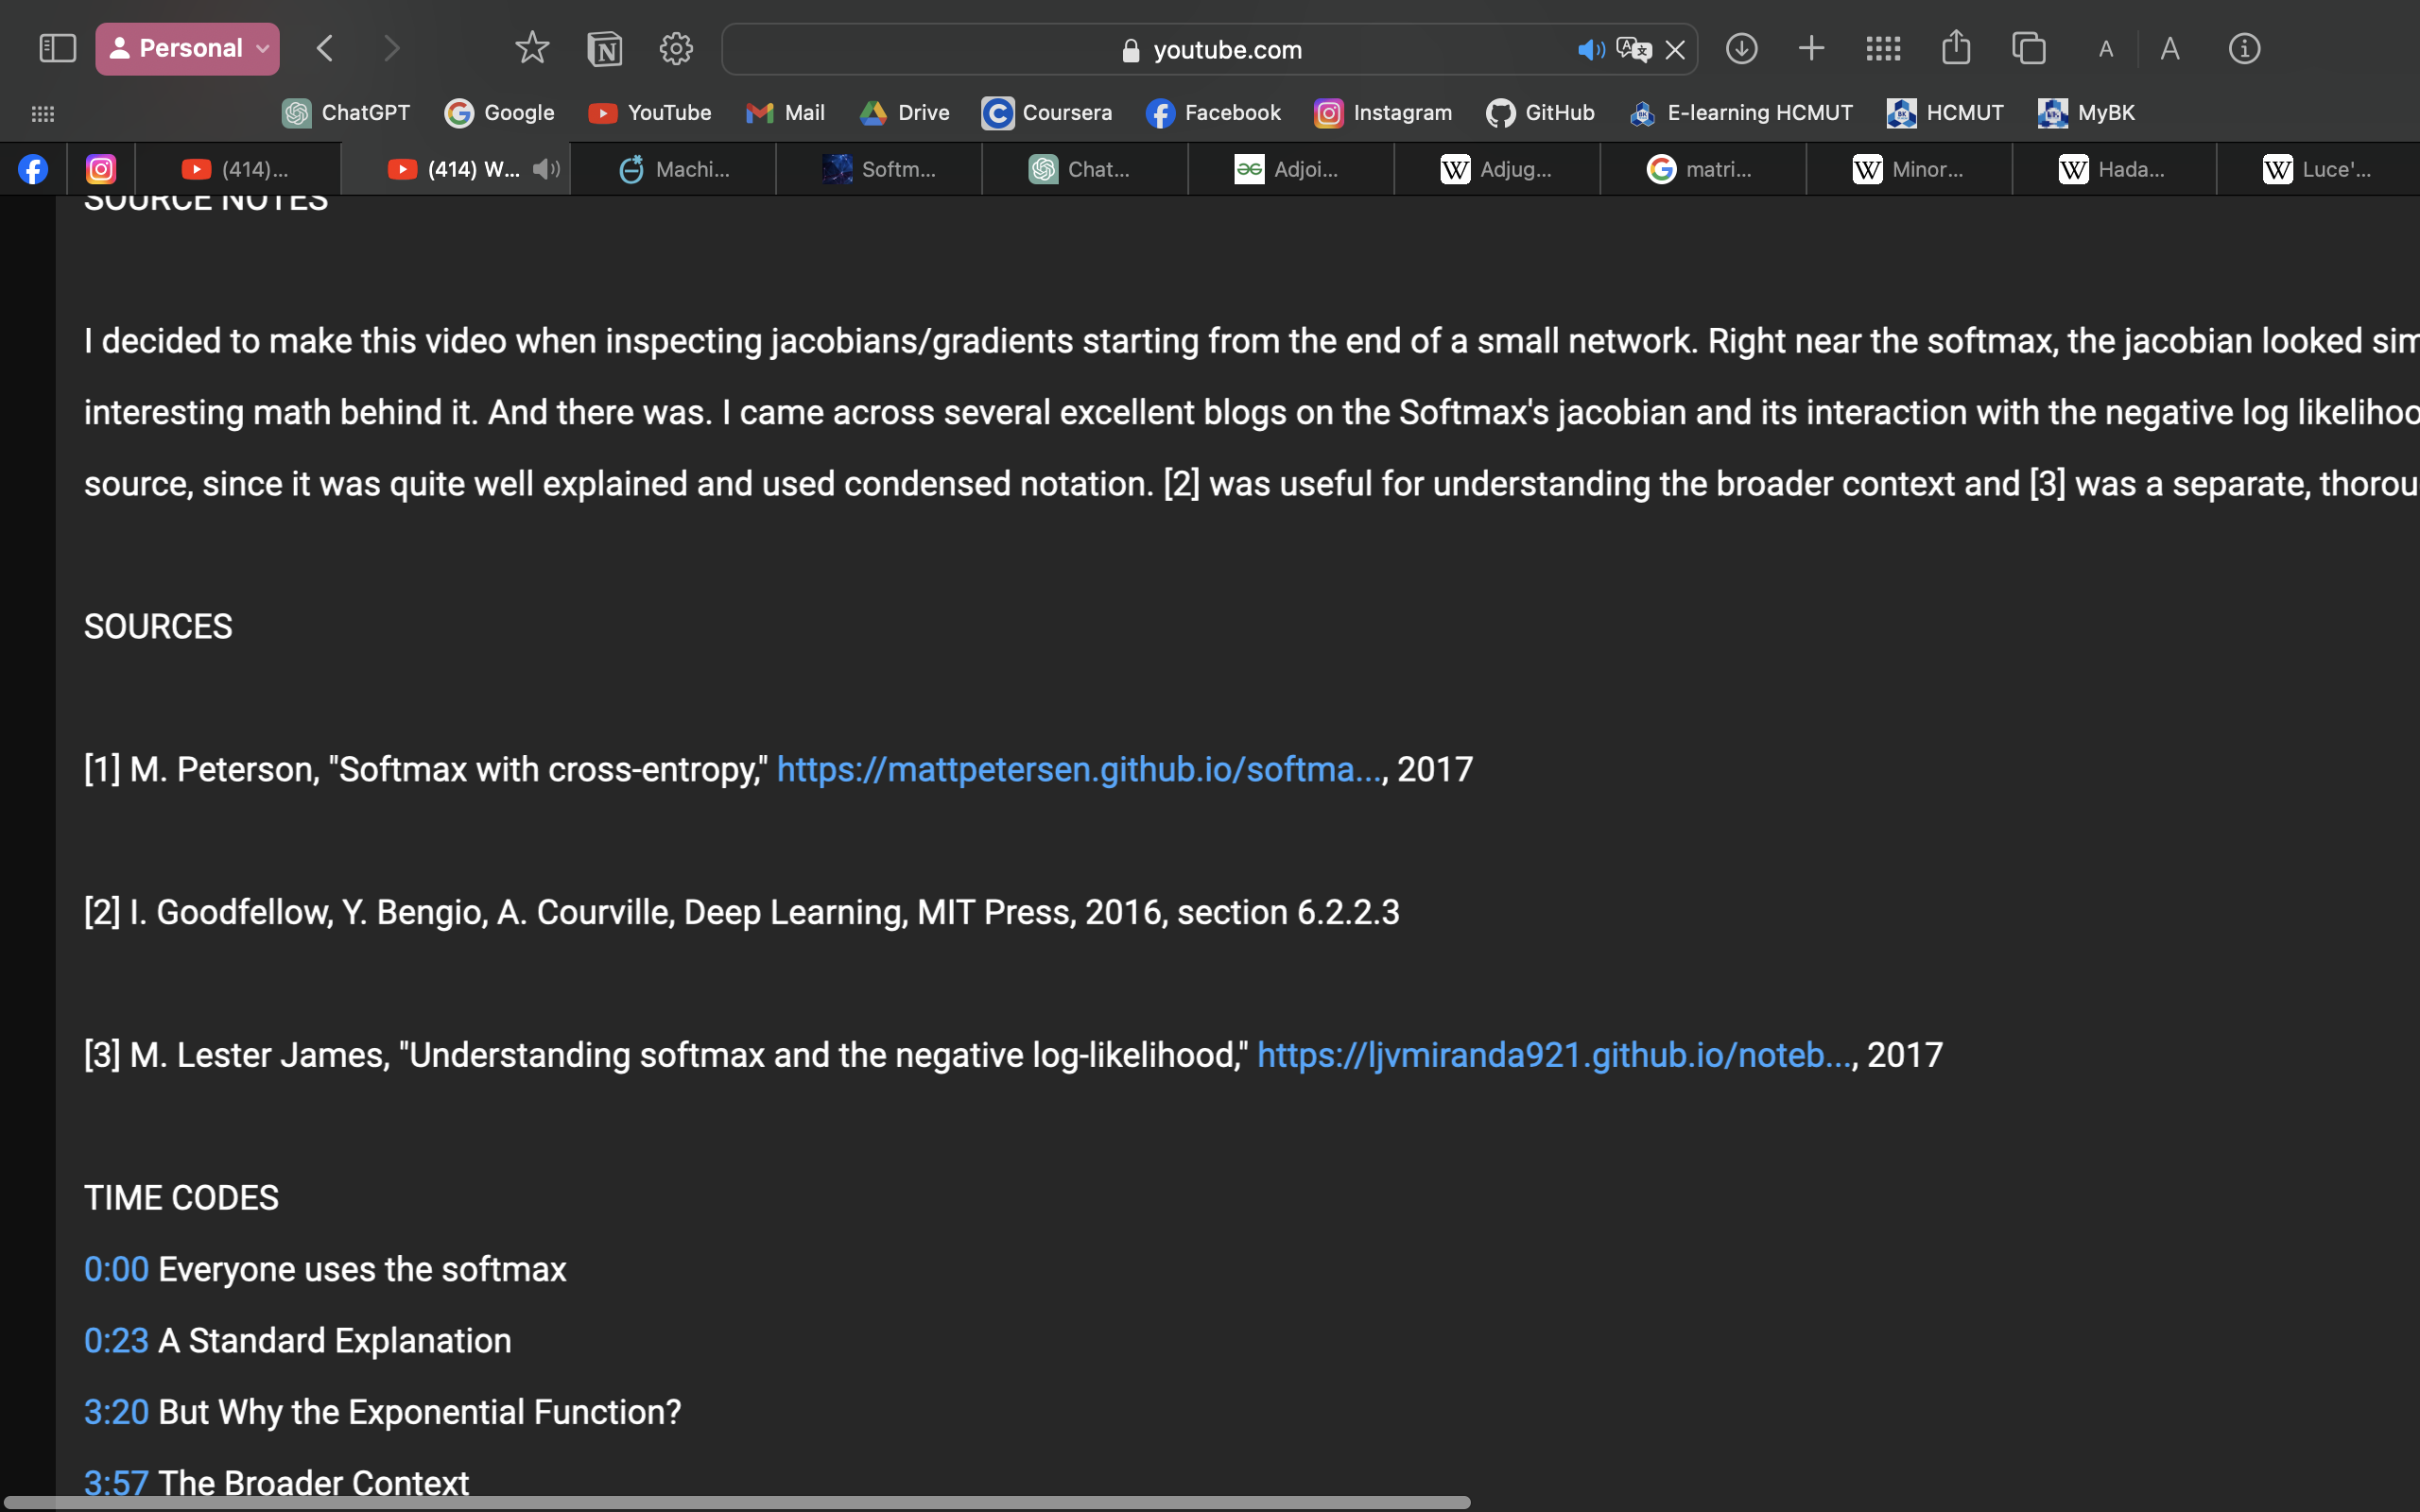 Personal
youtube.com
A A
ChatGPT Google YouTube Mail Drive Coursera Facebook Instagram GitHub E-learning HCMUT HCMUT MyBK
(414)... (414) W... Machi... Softm... Chat... Adjoi... Adjug... matri... Minor... Hada... Luce'...
SOURCE NOTES
I decided to make this video when inspecting jacobians/gradients starting from the end of a small network. Right near the softmax, the jacobian looked sim
interesting math behind it. And there was. I came across several excellent blogs on the Softmax's jacobian and its interaction with the negative log likelihoo
source, since it was quite well explained and used condensed notation. [2] was useful for understanding the broader context and [3] was a separate, thorou
SOURCES
[1] M. Peterson, "Softmax with cross-entropy," https://mattpetersen.github.io/softma..., 2017
[2] I. Goodfellow, Y. Bengio, A. Courville, Deep Learning, MIT Press, 2016, section 6.2.2.3
[3] M. Lester James, "Understanding softmax and the negative log-likelihood," https://ljvmiranda921.github.io/noteb..., 2017
TIME CODES
0:00 Everyone uses the softmax
0:23 A Standard Explanation
3:20 But Why the Exponential Function?
3:57 The Broader Context